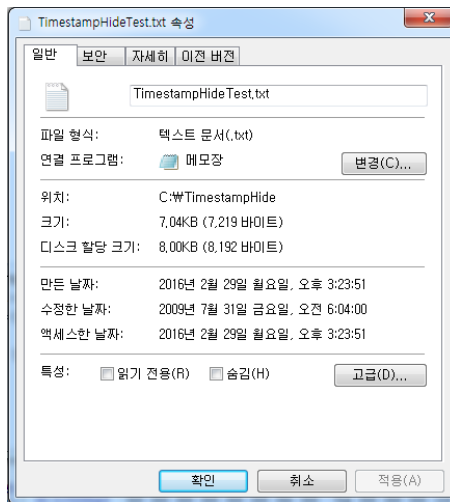 TimestampHideTest.txt 속성
일반 보안 자세히 이전 버전
TimestampHideTest.txt
파일 형식: 텍스트 문서(.txt)
연결 프로그램: 메모장 변경(C)...
위치: C:\TimestampHide
크기: 7.04KB (7,219 바이트)
디스크 할당 크기: 8.00KB (8,192 바이트)
만든 날짜: 2016년 2월 29일 월요일, 오후 3:23:51
수정한 날짜: 2009년 7월 31일 금요일, 오전 6:04:00
액세스한 날짜: 2016년 2월 29일 월요일, 오후 3:23:51
특성: 읽기 전용(R) 숨김(H) 고급(D)...
확인 취소 적용(A)